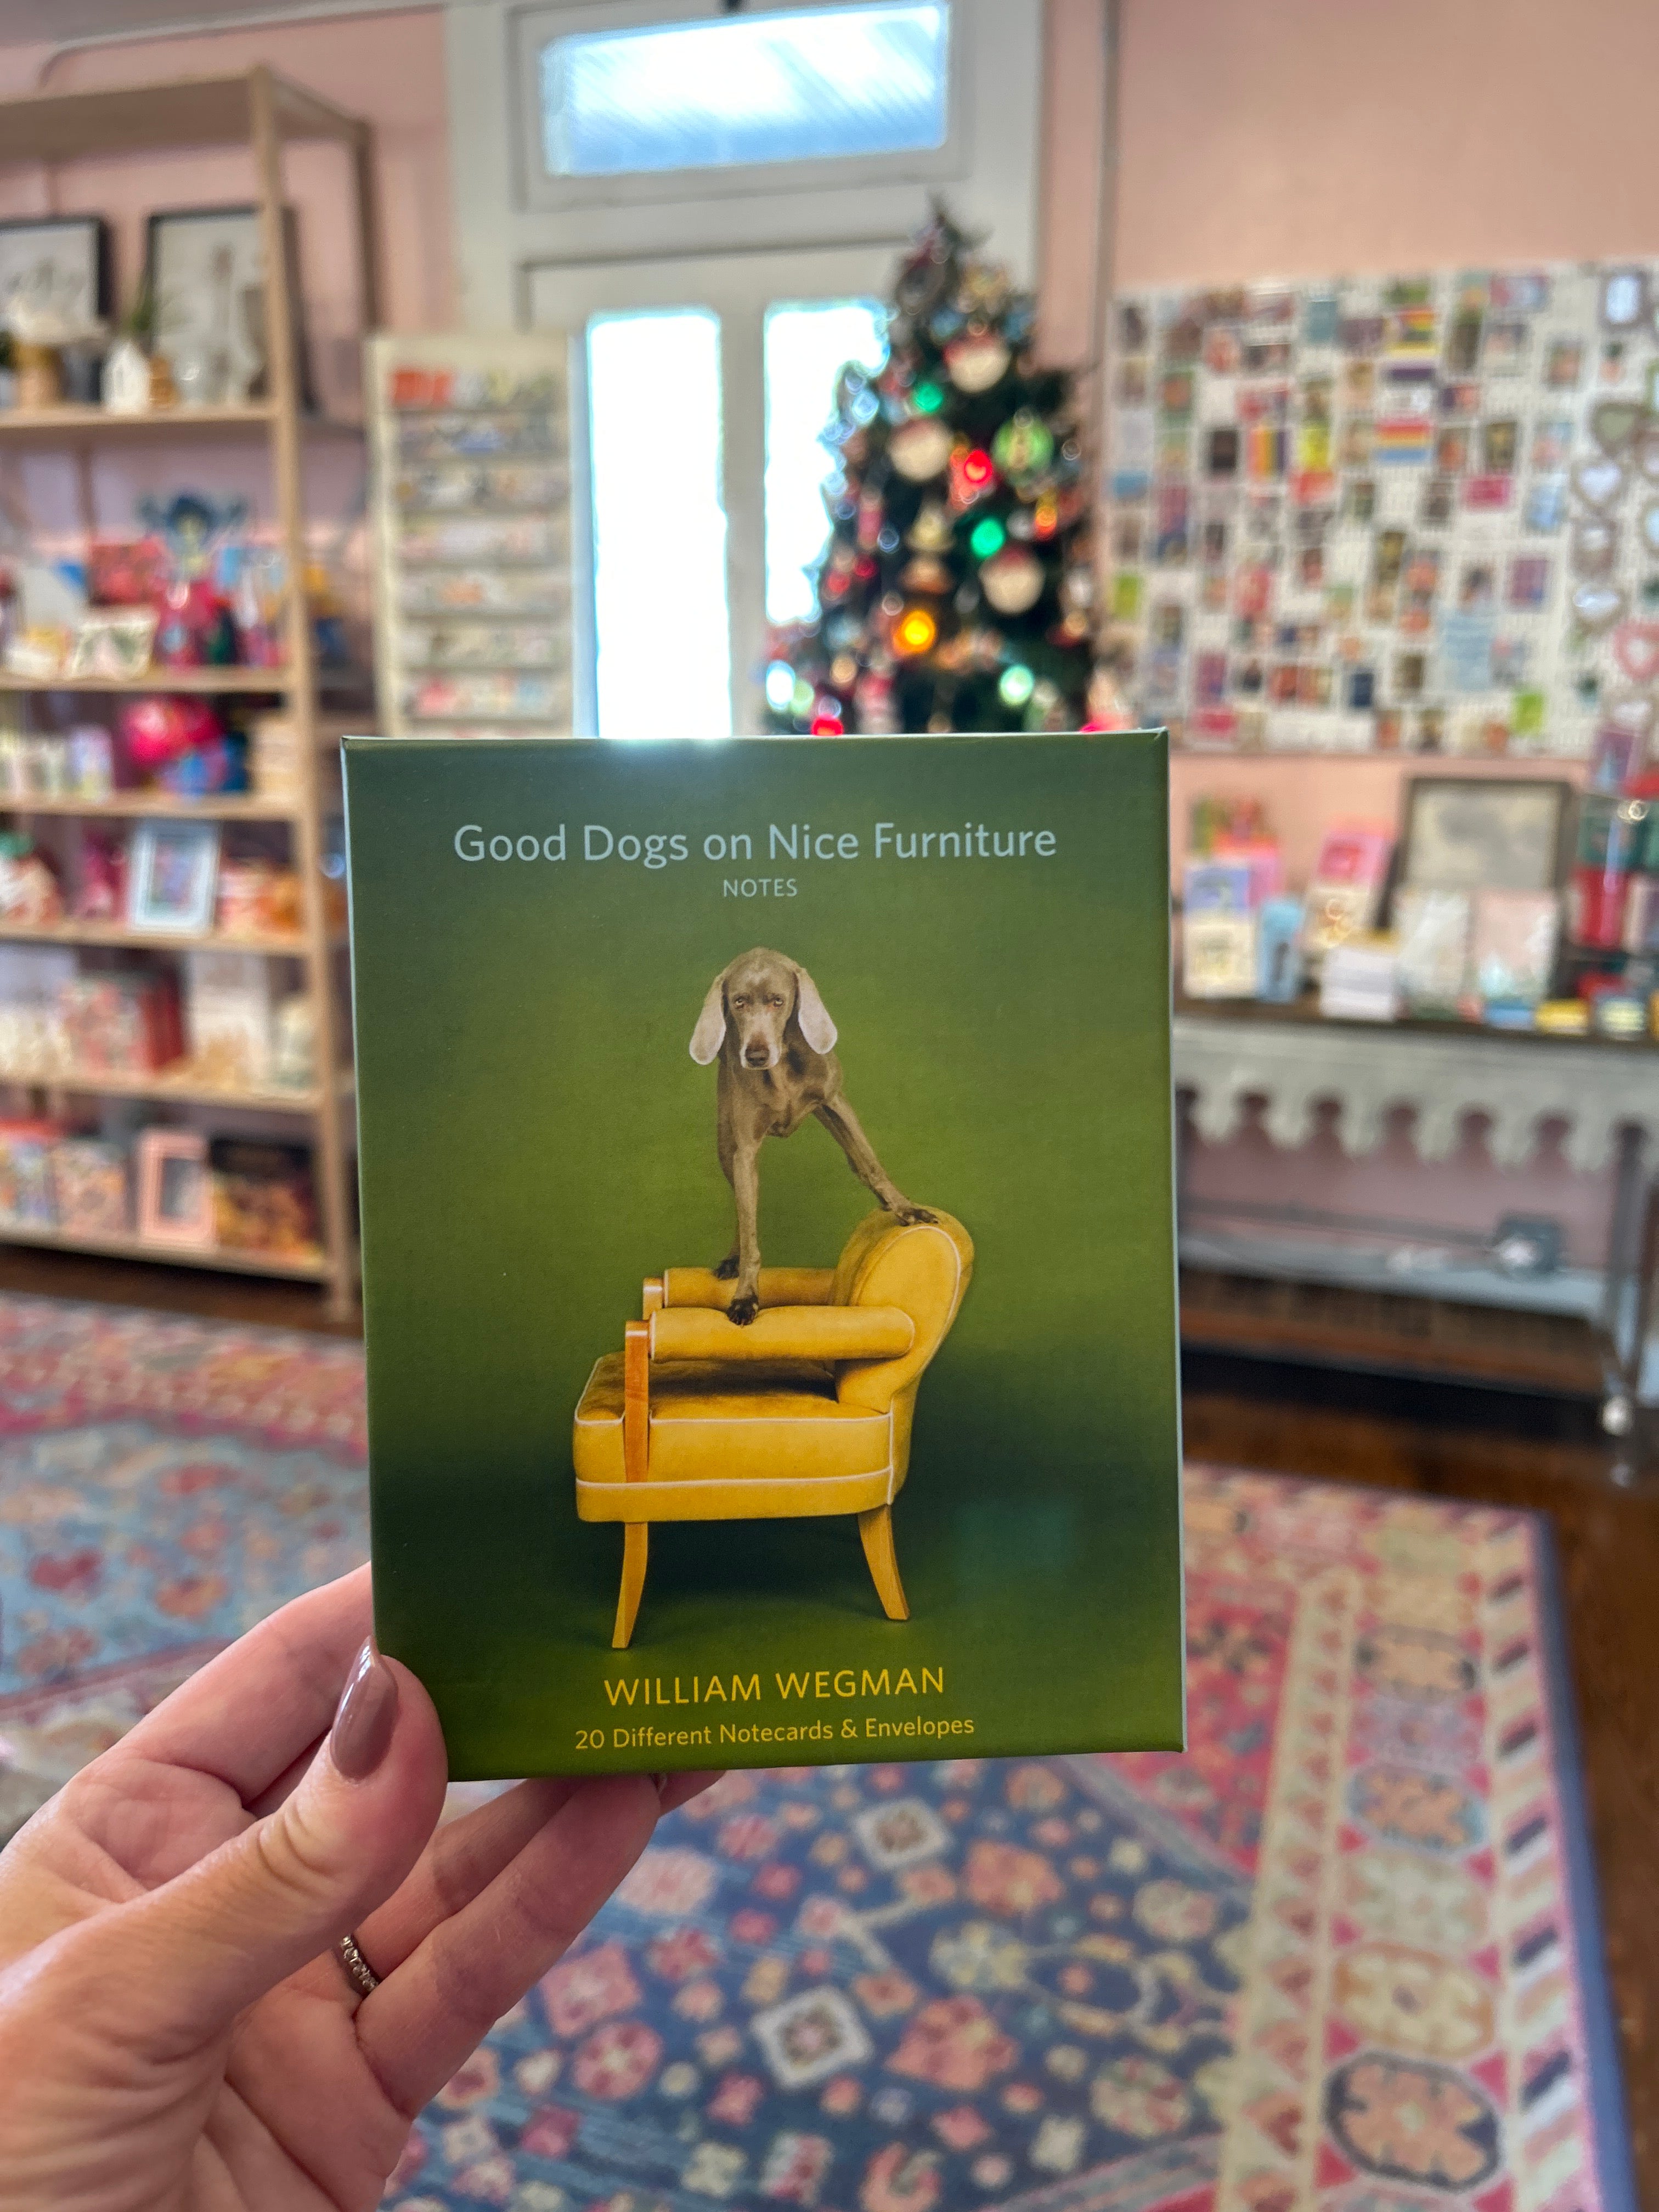 Good Dogs on Nice Furniture
NOTES
WILLIAM WEGMAN
20 Different Notecards & Envelopes